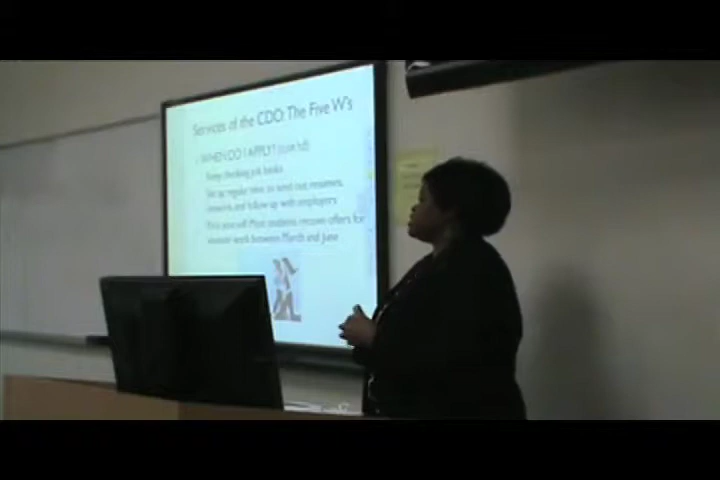 Services of the CDO: The Five W's
WHEN DO I APPLY? (cont'd)
Keep checking job banks
Set up regular time to send out resumes,
network and follow up with employers
First year will Most students receive offers for
summer work between March and June